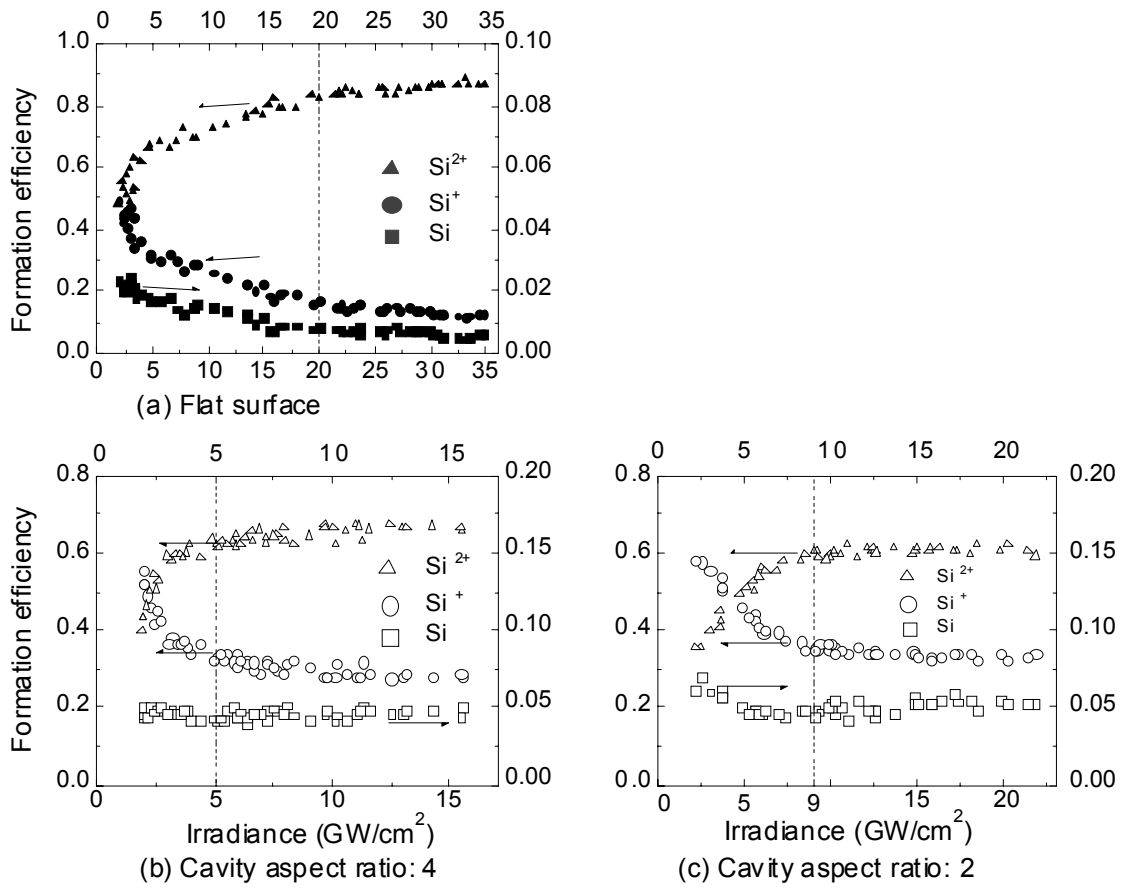 0 5 10 15 20 25 30 35
1.0 0.10
0.8 0.08
0.6 0.06
0.4 0.04
0.2 0.02
0.0 0.00
Formation efficiency
Si2+
Si+
Si
0 5 10 15 20 25 30 35
(a) Flat surface
0 5 10 15
0.8 0.20
0.6 0.15
0.4 0.10
0.2 0.05
0.0 0.00
Formation efficiency
Si 2+
Si +
Si
0 5 10 15
Irradiance (GW/cm2)
(b) Cavity aspect ratio: 4
0 5 9 10 15 20
0.8 0.20
0.6 0.15
0.4 0.10
0.2 0.05
0.0 0.00
Si 2+
Si +
Si
0 5 9 15 20
Irradiance (GW/cm2)
(c) Cavity aspect ratio: 2